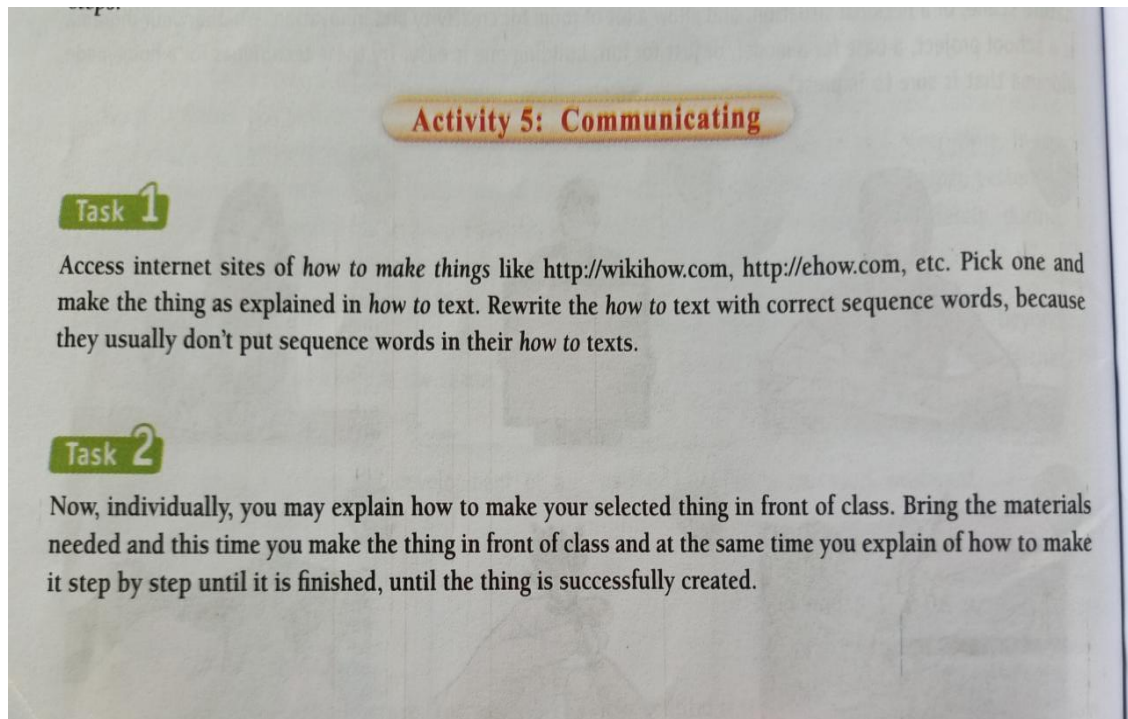 Activity 5: Communicating
Task 1
Access internet sites of how to make things like http://wikihow.com, http://ehow.com, etc. Pick one and
make the thing as explained in how to text. Rewrite the how to text with correct sequence words, because
they usually don't put sequence words in their how to texts.
Task 2
Now, individually, you may explain how to make your selected thing in front of class. Bring the materials
needed and this time you make the thing in front of class and at the same time you explain of how to make
it step by step until it is finished, until the thing is successfully created.